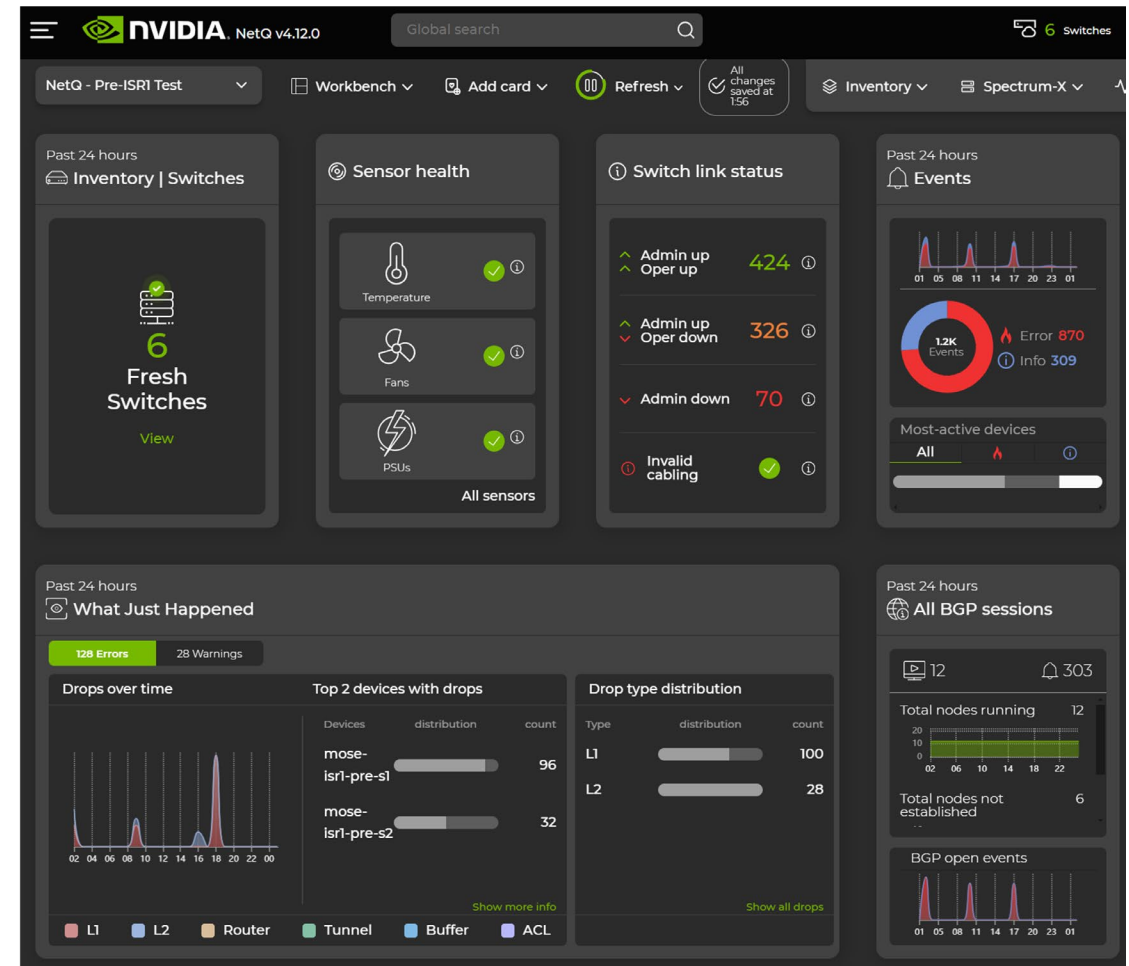 NVIDIA. NetQ v4.12.0
Global search
6 Switches
NetQ - Pre-ISR1 Test
Workbench
Add card
Refresh
All
changes
saved at
1:56
Inventory
Spectrum-X
Past 24 hours
Inventory | Switches
6
Fresh
Switches
View
Sensor health
Temperature
Fans
PSUs
All sensors
Switch link status
Admin up
Oper up
424
Admin up
Oper down
326
Admin down 70
Invalid
cabling
Past 24 hours
Events
01 05 08 11 14 17 20 23 01
1.2K
Events
Error 870
Info 309
Most-active devices
All
Past 24 hours
What Just Happened
128 Errors 28 Warnings
Drops over time
02 04 06 08 10 12 14 16 18 20 22 00
Top 2 devices with drops
Devices distribution count
mose-
isr1-pre-s1
96
mose-
isr1-pre-s2
32
Show more info
Drop type distribution
Type distribution count
L1 100
L2 28
Show all drops
L1 L2 Router Tunnel Buffer ACL
Past 24 hours
All BGP sessions
12 303
Total nodes running 12
20
10
0
02 06 10 14 18 22
Total nodes not
established
6
BGP open events
01 05 08 11 14 17 20 23 01